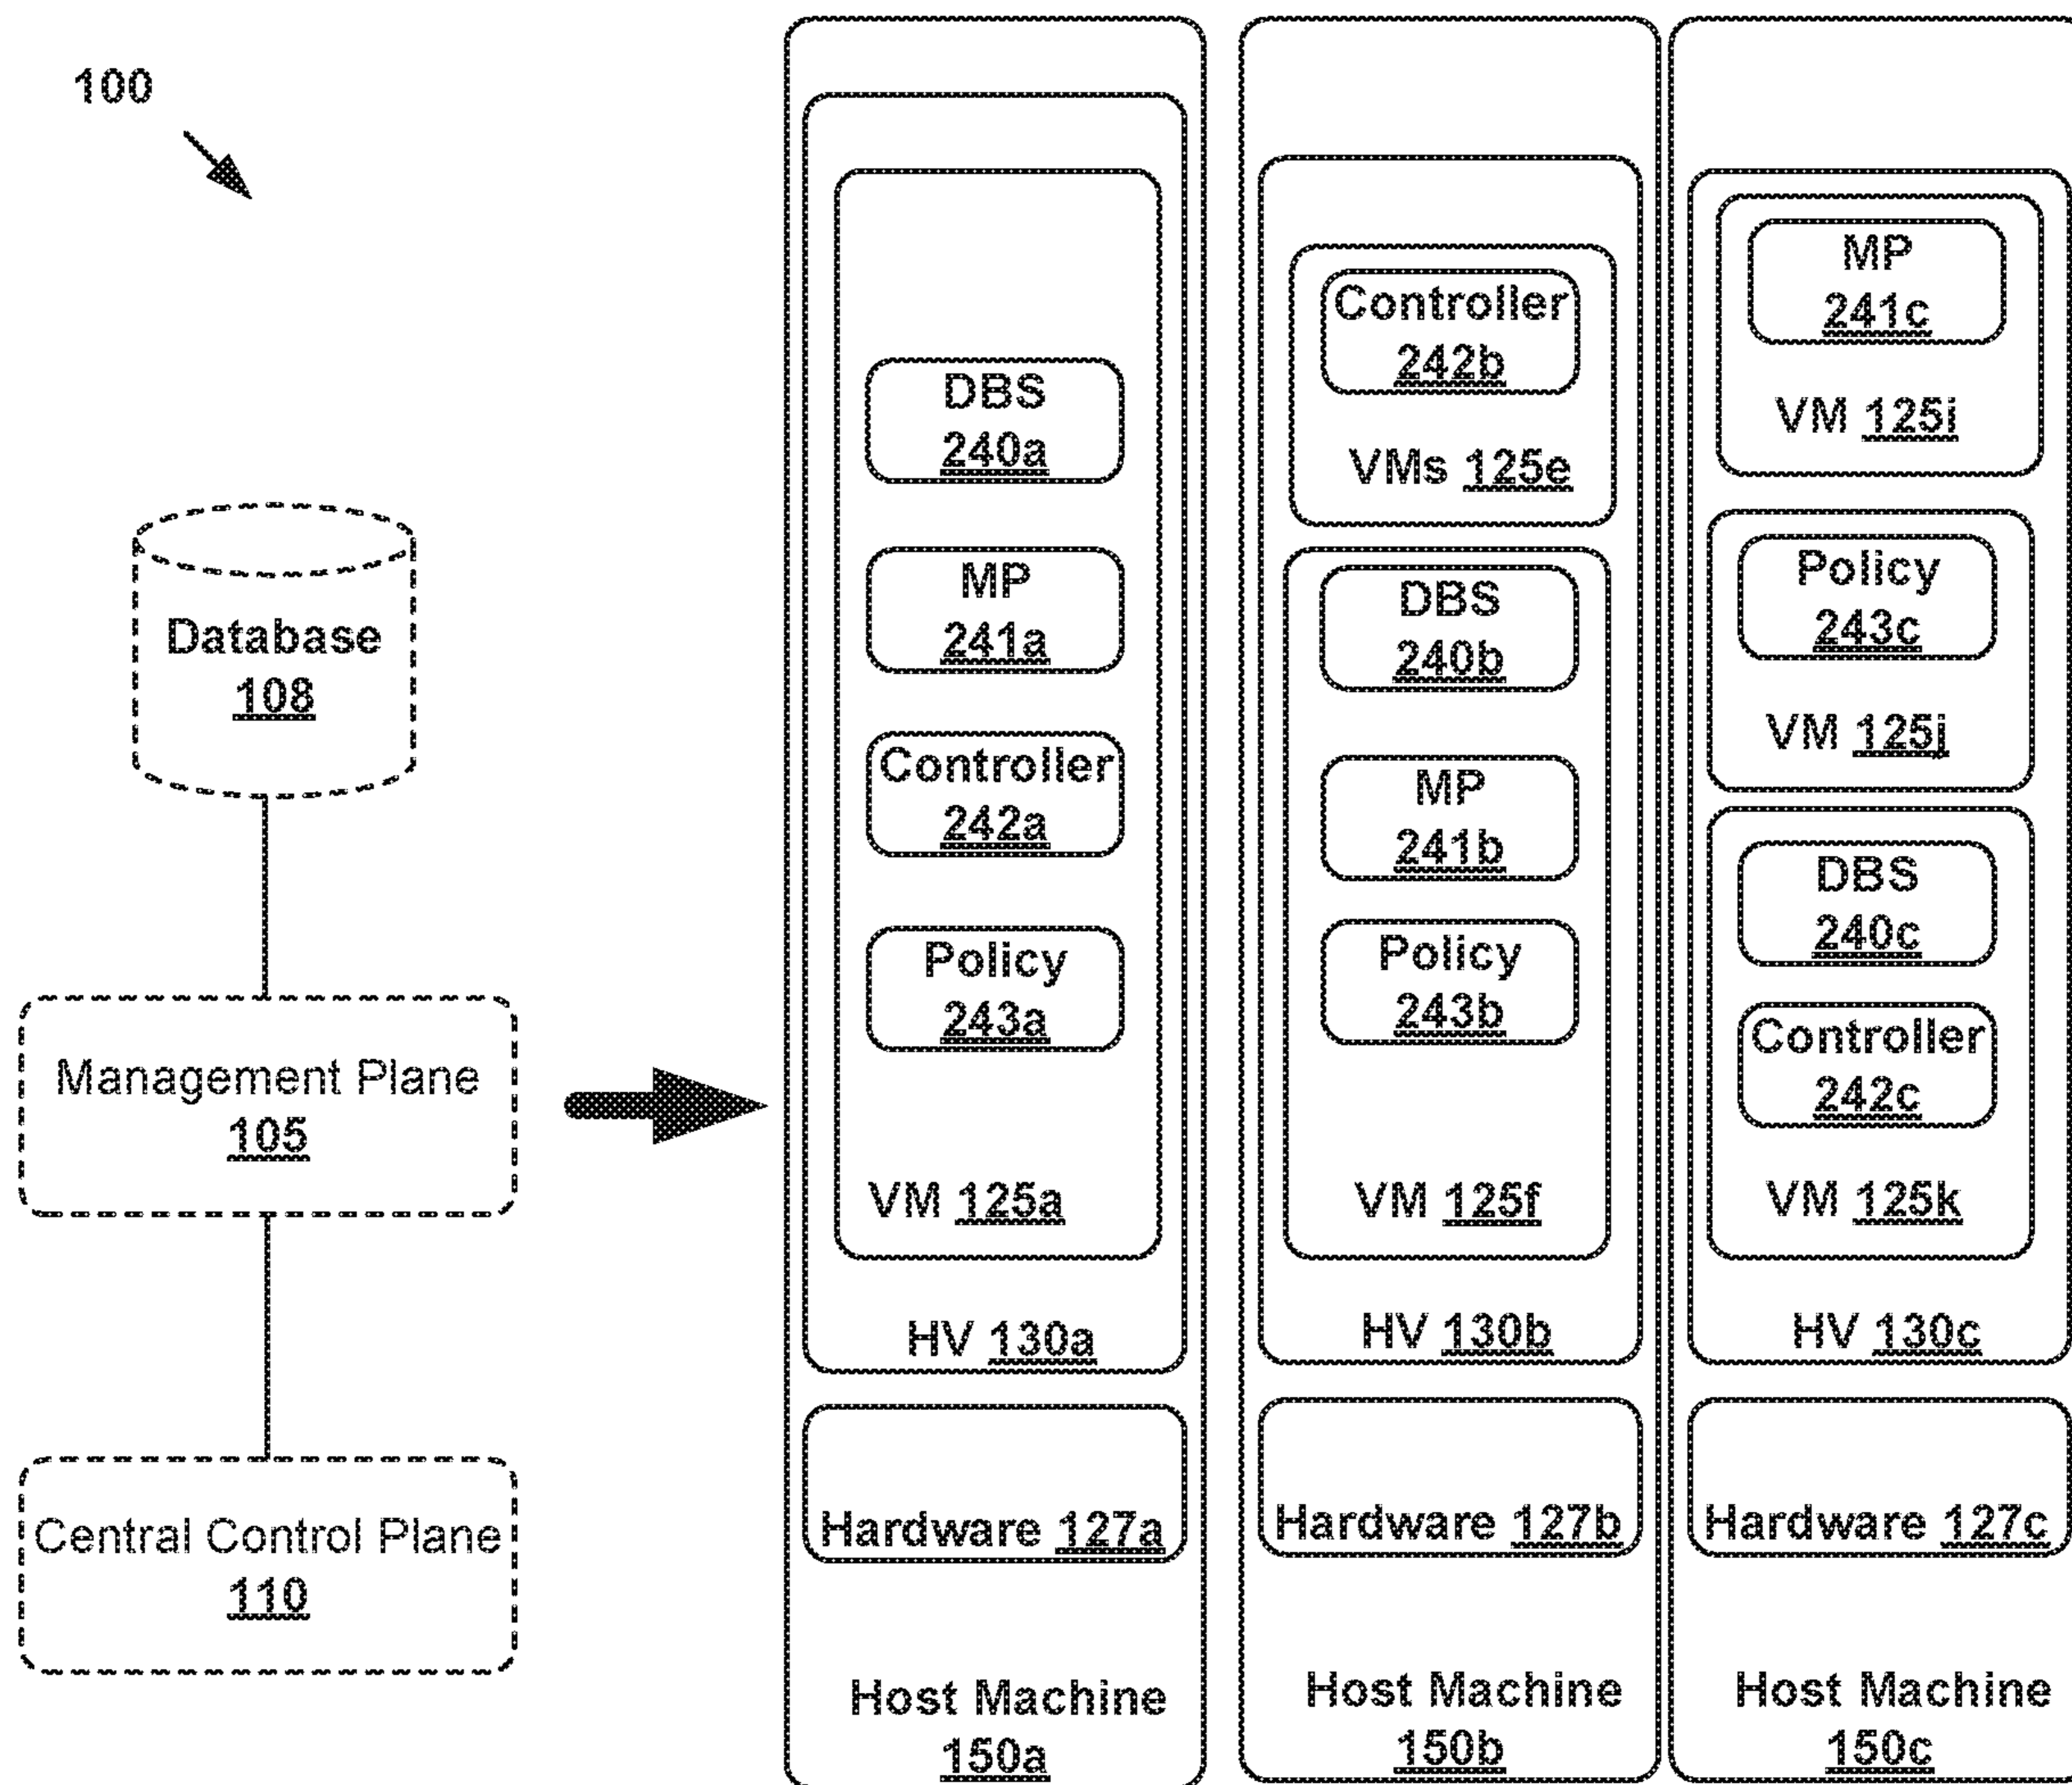 100
Database
108
Management Plane
105
Central Control Plane
110
DBS
240a
MP
241a
Controller
242a
Policy
243a
VM 125a
HV 130a
Hardware 127a
Host Machine
150a
Controller
242b
VMs 125e
DBS
240b
MP
241b
Policy
243b
VM 125f
HV 130b
Hardware 127b
Host Machine
150b
MP
241c
VM 125i
Policy
243c
VM 125j
DBS
240c
Controller
242c
VM 125k
HV 130c
Hardware 127c
Host Machine
150c